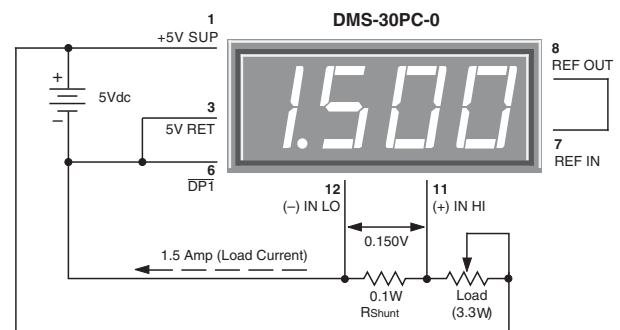 DMS-30PC-0
1
+5V SUP
8
REF OUT
+
5Vdc
–
3
5V RET
1.500
7
REF IN
6
DP1
12
(–) IN LO
11
(+) IN HI
0.150V
1.5 Amp (Load Current)
0.1W
RShunt
Load
(3.3W)